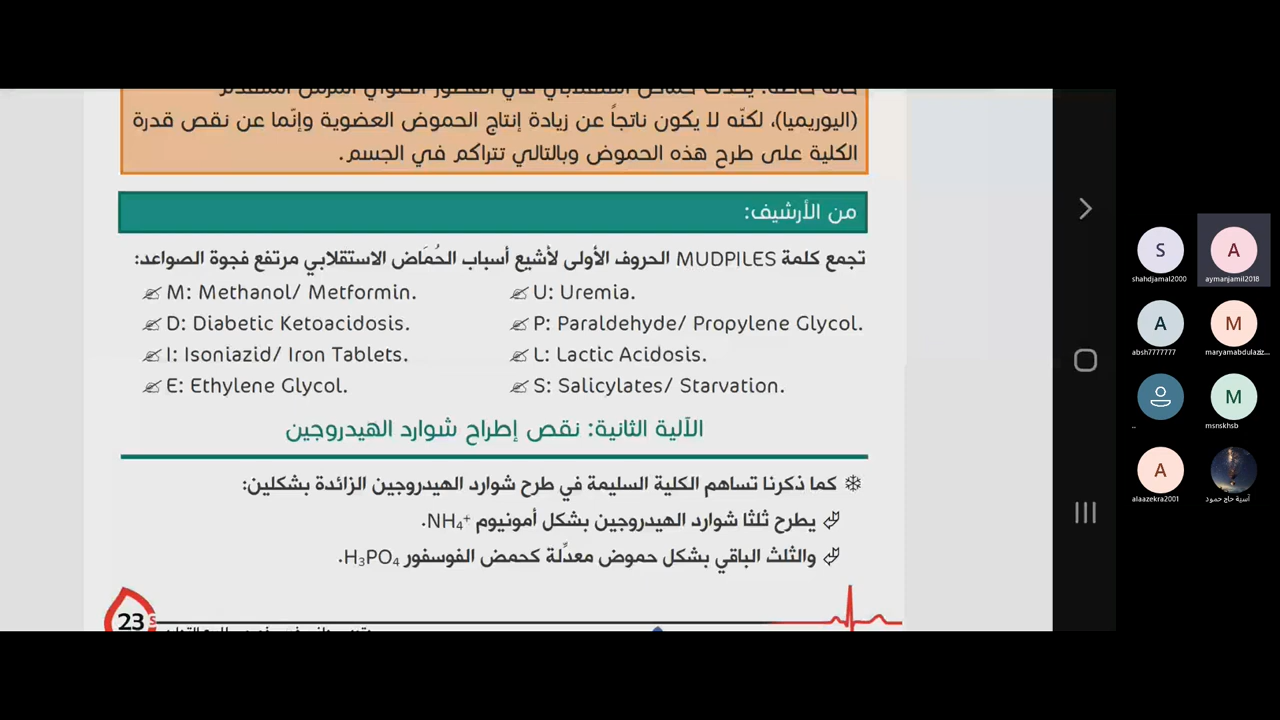 (اليوريميا)، لكنّه لا يكون ناتجاً عن زيادة إنتاج الحموض العضوية وإنّما عن نقص قدرة
الكلية على طرح هذه الحموض وبالتالي تتراكم في الجسم.
من الأرشيف:
تجمع كلمة MUDPILES الحروف الأولى لأشيع أسباب الحُمَاض الاستقلابي مرتفع فجوة الصواعد:
M: Methanol/ Metformin.
U: Uremia.
D: Diabetic Ketoacidosis.
P: Paraldehyde/ Propylene Glycol.
I: Isoniazid/ Iron Tablets.
L: Lactic Acidosis.
E: Ethylene Glycol.
S: Salicylates/ Starvation.
الآلية الثانية: نقص إطراح شوارد الهيدروجين
كما ذكرنا تساهم الكلية السليمة في طرح شوارد الهيدروجين الزائدة بشكلين:
يطرح ثلثا شوارد الهيدروجين بشكل أمونيوم NH₄⁺.
والثلث الباقي بشكل حموض معدِّلة كحمض الفوسفور H₃PO₄.
23
S
shahdjamal2000
A
aymanjamil2018
A
absh7777777
M
maryamabdulaziz...
..
M
msnskhsb
A
alaazekra2001
آسية حاج حمود